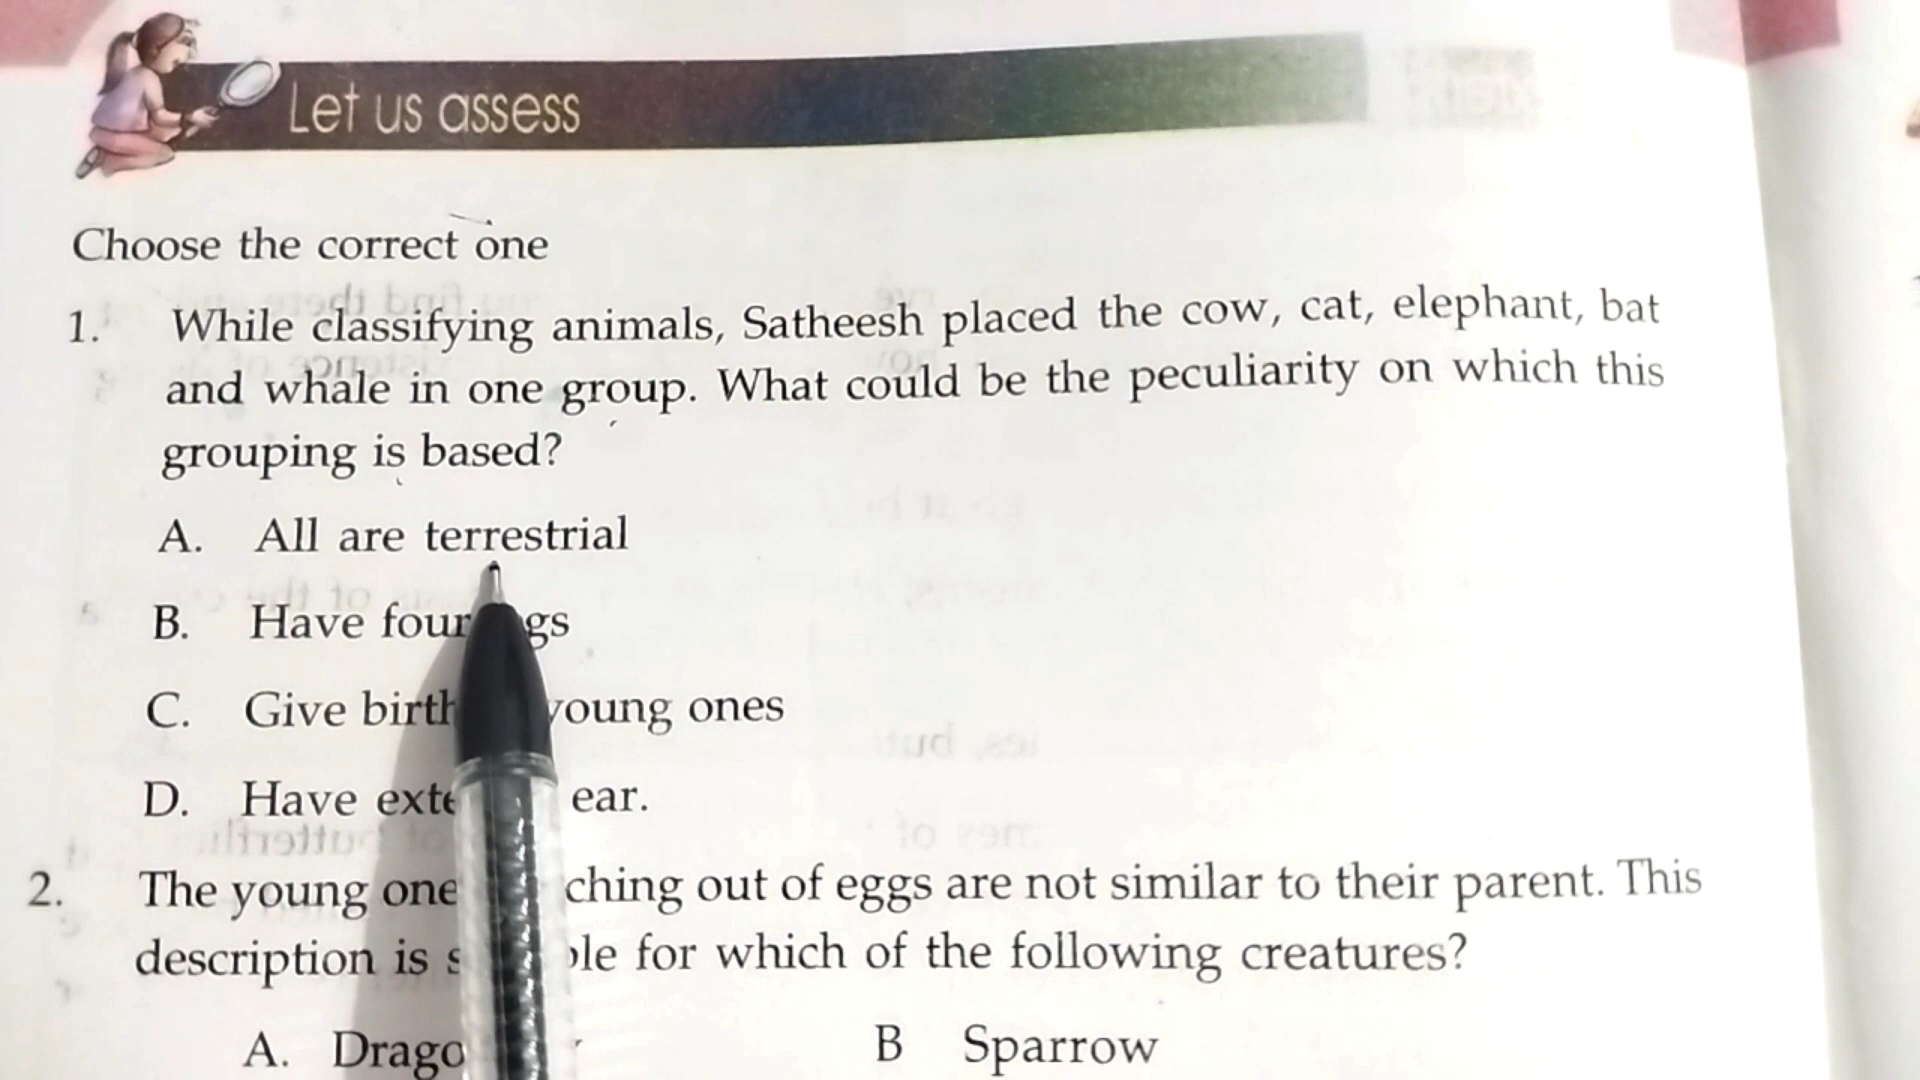 Let us assess
Choose the correct one
1. While classifying animals, Satheesh placed the cow, cat, elephant, bat
and whale in one group. What could be the peculiarity on which this
grouping is based?
A. All are terrestrial
B. Have four
C. Give birth young ones
D. Have ear.
2. The young out of eggs are not similar to their parent. This
description is for which of the following creatures?
A.
B Sparrow